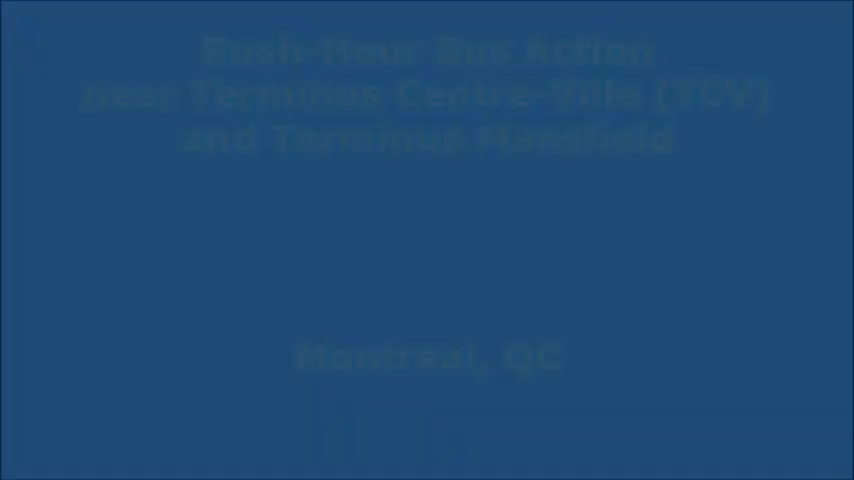 Rush-Hour Bus Action
near Terminus Centre-Ville (TCV)
and Terminus Mansfield
Montreal, QC